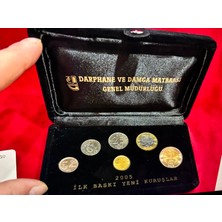 DARPHANE VE DAMGA MATBAASI
GENEL MÜDÜRLÜĞÜ
2005
İLK BASKI YENİ KURUŞLAR